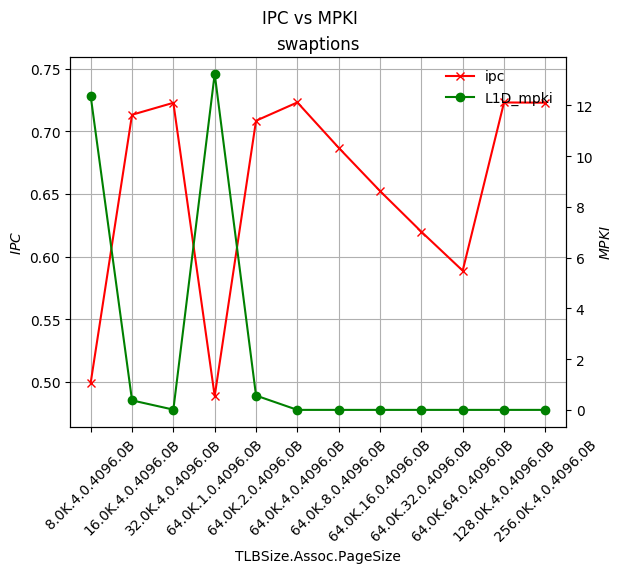 IPC vs MPKI
swaptions
ipc
L1D_mpki
0.75
0.70
0.65
0.60
0.55
0.50
IPC
12
10
8
6
4
2
0
MPKI
8.0K.4.0.4096.0B
16.0K.4.0.4096.0B
32.0K.4.0.4096.0B
64.0K.1.0.4096.0B
64.0K.2.0.4096.0B
64.0K.4.0.4096.0B
64.0K.8.0.4096.0B
64.0K.16.0.4096.0B
64.0K.32.0.4096.0B
64.0K.64.0.4096.0B
128.0K.4.0.4096.0B
256.0K.4.0.4096.0B
TLBSize.Assoc.PageSize